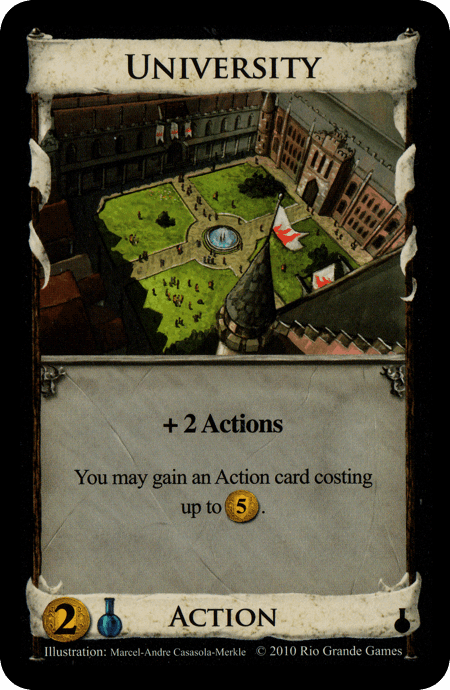 UNIVERSITY
+ 2 Actions
You may gain an Action card costing
up to 5.
2 ACTION
Illustration: Marcel-Andre Casasola-Merkle © 2010 Rio Grande Games